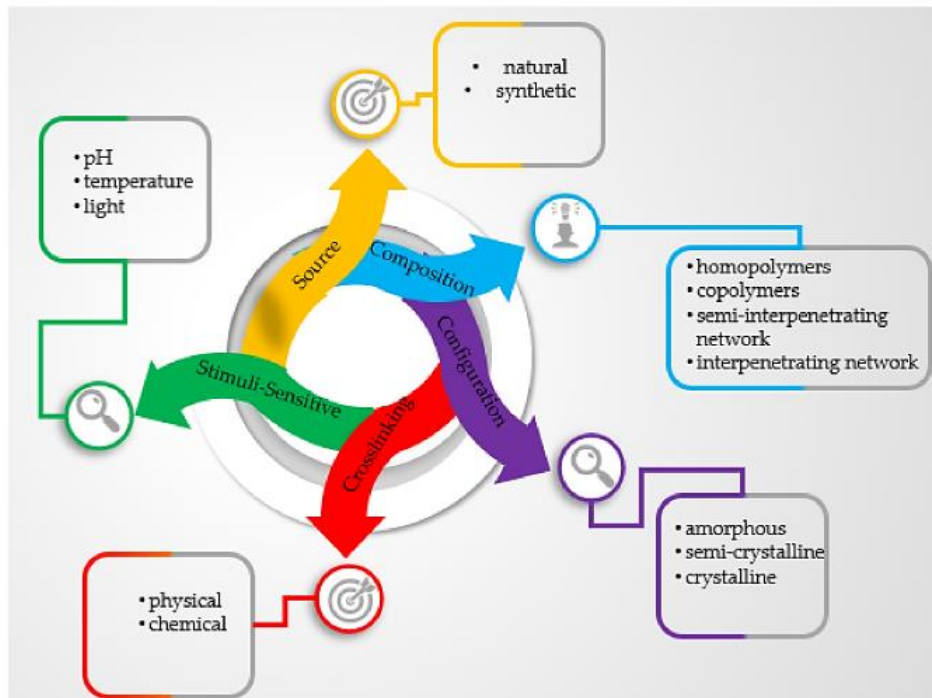 • natural
• synthetic
• pH
• temperature
• light
Source
Composition
• homopolymers
• copolymers
• semi-interpenetrating
network
• interpenetrating network
Configuration
Stimuli-Sensitive
Crosslinking
• amorphous
• semi-crystalline
• crystalline
• physical
• chemical